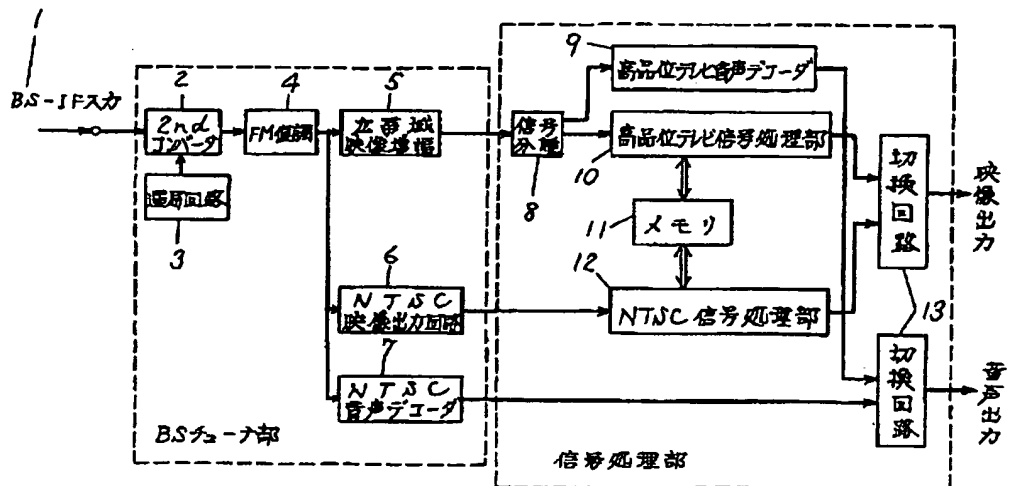 1
BS-IF入力
2
2nd
コンバータ
選局回路
3
4
FM復調
5
広帯域
映像増幅
6
NTSC
映像出力回路
7
NTSC
音声デコーダ
BSチューナ部
信号
分離
8
9
高品位テレビ音声デコーダ
高品位テレビ信号処理部
10
11
メモリ
12
NTSC信号処理部
切換回路
映像出力
13
切換回路
音声出力
信号処理部